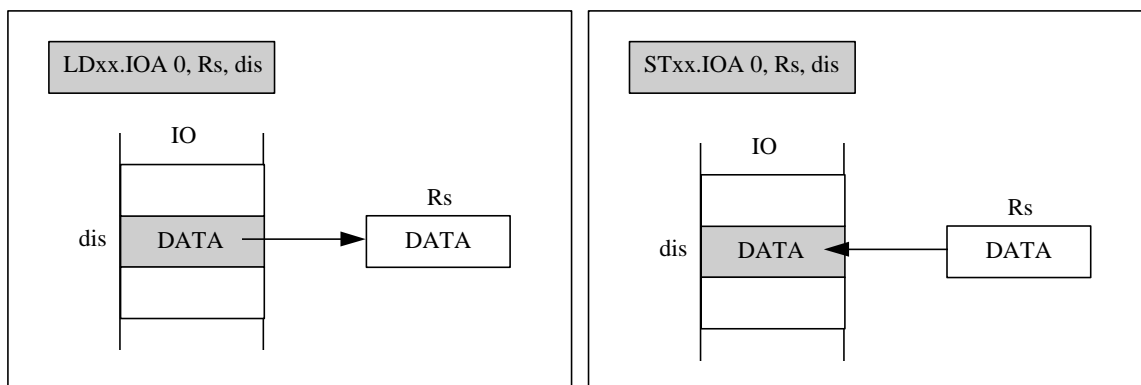 LDxx.IOA 0, Rs, dis
IO
Rs
dis
DATA
DATA
STxx.IOA 0, Rs, dis
IO
Rs
dis
DATA
DATA